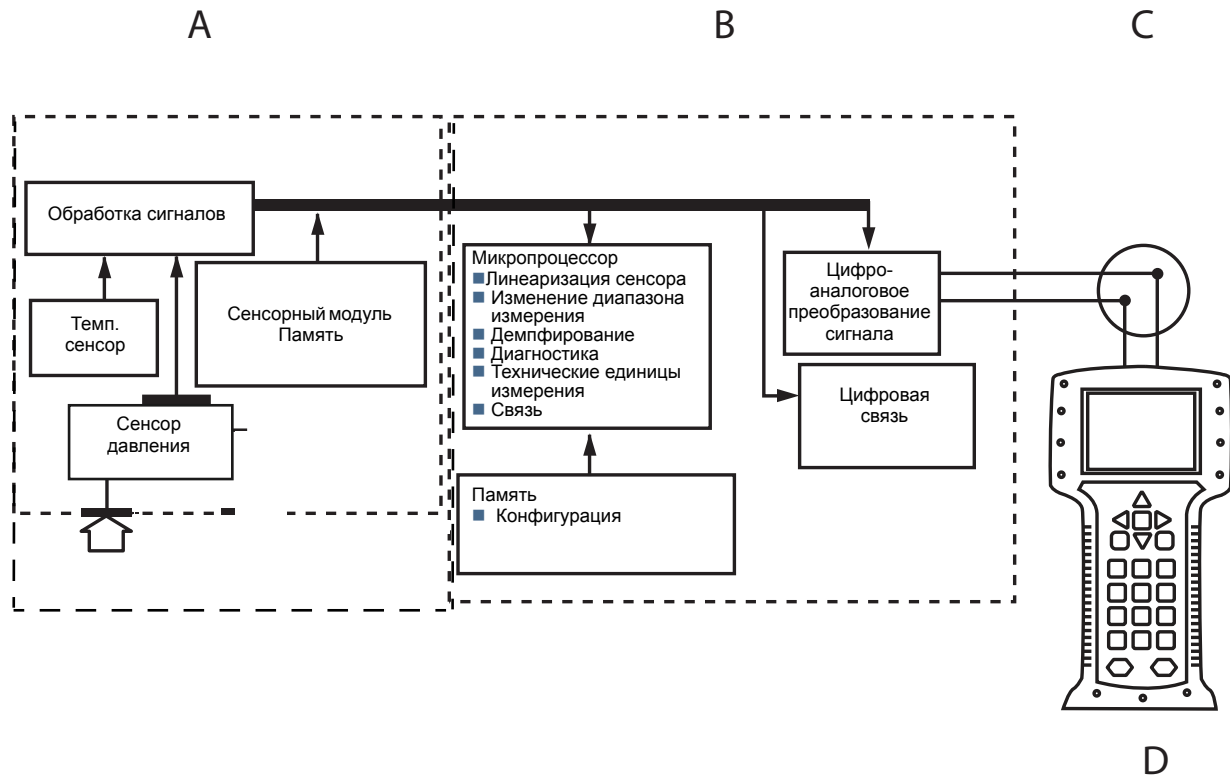 A
B
C
Обработка сигналов
Темп.
сенсор
Сенсорный модуль
Память
Сенсор
давления
Микропроцессор
Линеаризация сенсора
Изменение диапазона
измерения
Демпфирование
Диагностика
Технические единицы
измерения
Связь
Память
Конфигурация
Цифро-
аналоговое
преобразование
сигнала
Цифровая
связь
D